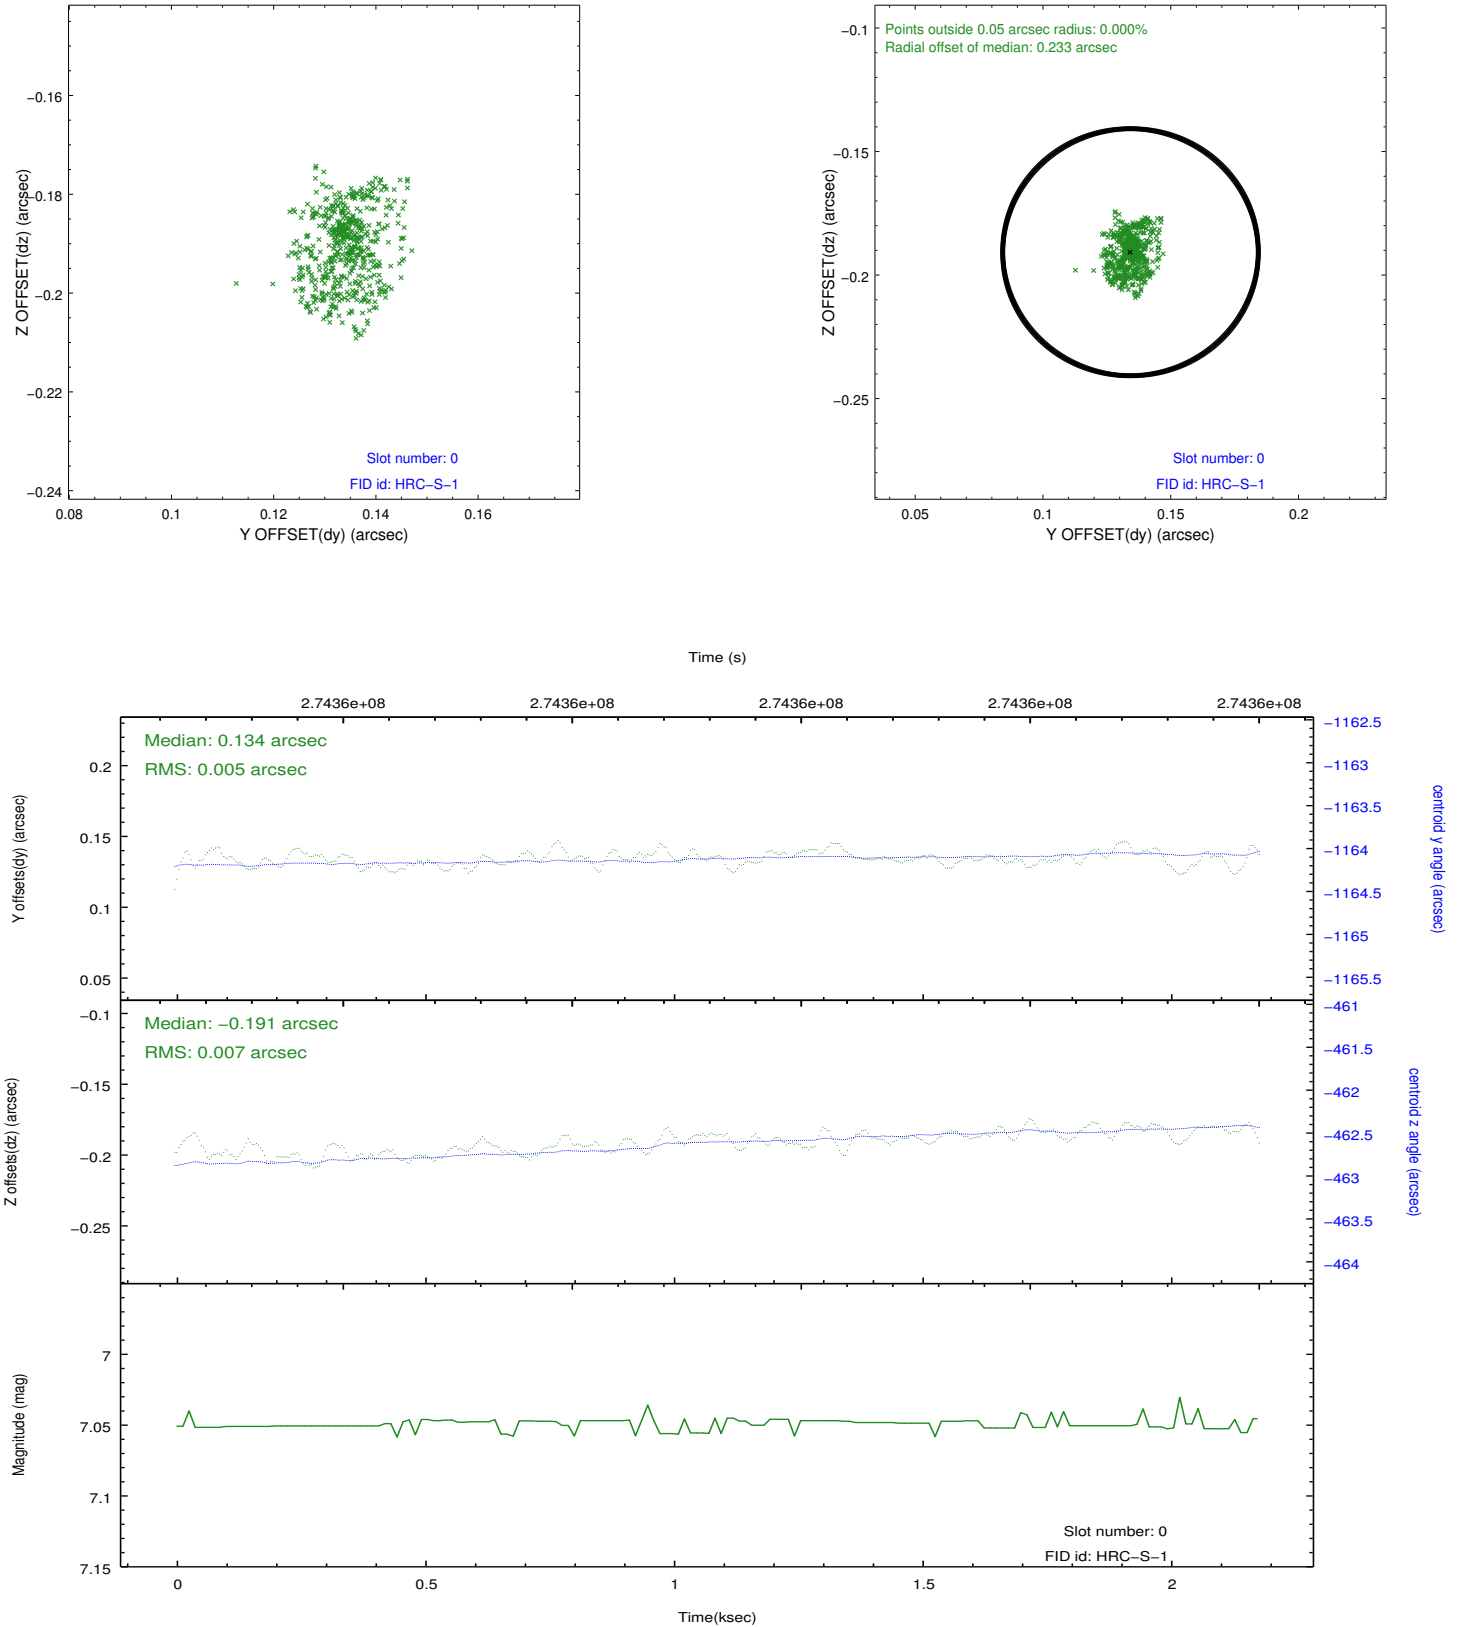 −0.16
−0.18
−0.2
−0.22
−0.24
Z OFFSET(dz) (arcsec)
Slot number: 0
FID id: HRC−S−1
0.08
0.1
0.12
0.14
0.16
Y OFFSET(dy) (arcsec)
Points outside 0.05 arcsec radius: 0.000%
Radial offset of median: 0.233 arcsec
−0.1
−0.15
−0.2
−0.25
Z OFFSET(dz) (arcsec)
Slot number: 0
FID id: HRC−S−1
0.05
0.1
0.15
0.2
Y OFFSET(dy) (arcsec)
Time (s)
2.7436e+08
2.7436e+08
2.7436e+08
2.7436e+08
2.7436e+08
Median: 0.134 arcsec
RMS: 0.005 arcsec
0.2
0.15
0.1
0.05
Y offsets(dy) (arcsec)
−1162.5
−1163
−1163.5
−1164
−1164.5
−1165
−1165.5
centroid y angle (arcsec)
Median: −0.191 arcsec
RMS: 0.007 arcsec
−0.1
−0.15
−0.2
−0.25
Z offsets(dz) (arcsec)
−461
−461.5
−462
−462.5
−463
−463.5
−464
centroid z angle (arcsec)
7
7.05
7.1
7.15
Magnitude (mag)
Slot number: 0
FID id: HRC−S−1
0
0.5
1
1.5
2
Time(ksec)